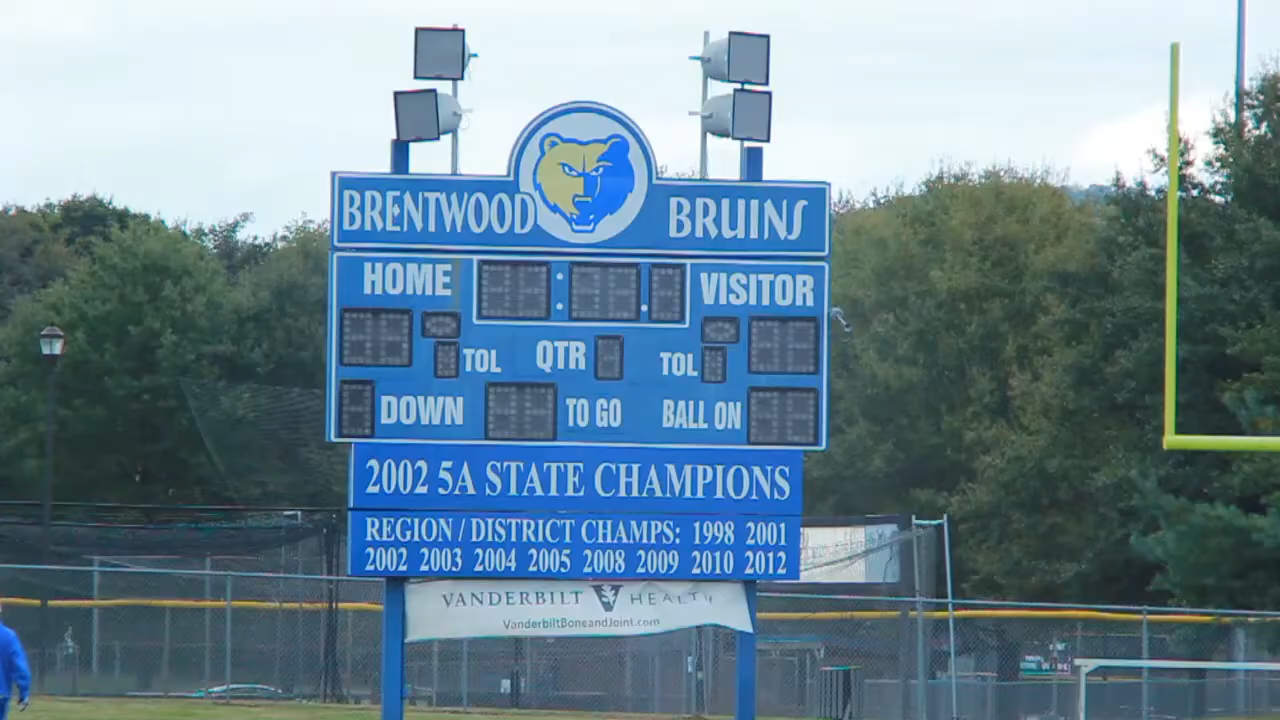 BRENTWOOD BRUINS
HOME VISITOR
TOL QTR TOL
DOWN TO GO BALL ON
2002 5A STATE CHAMPIONS
REGION / DISTRICT CHAMPS: 1998 2001
2002 2003 2004 2005 2008 2009 2010 2012
VANDERBILT V HEALTH
VanderbiltBoneandJoint.com